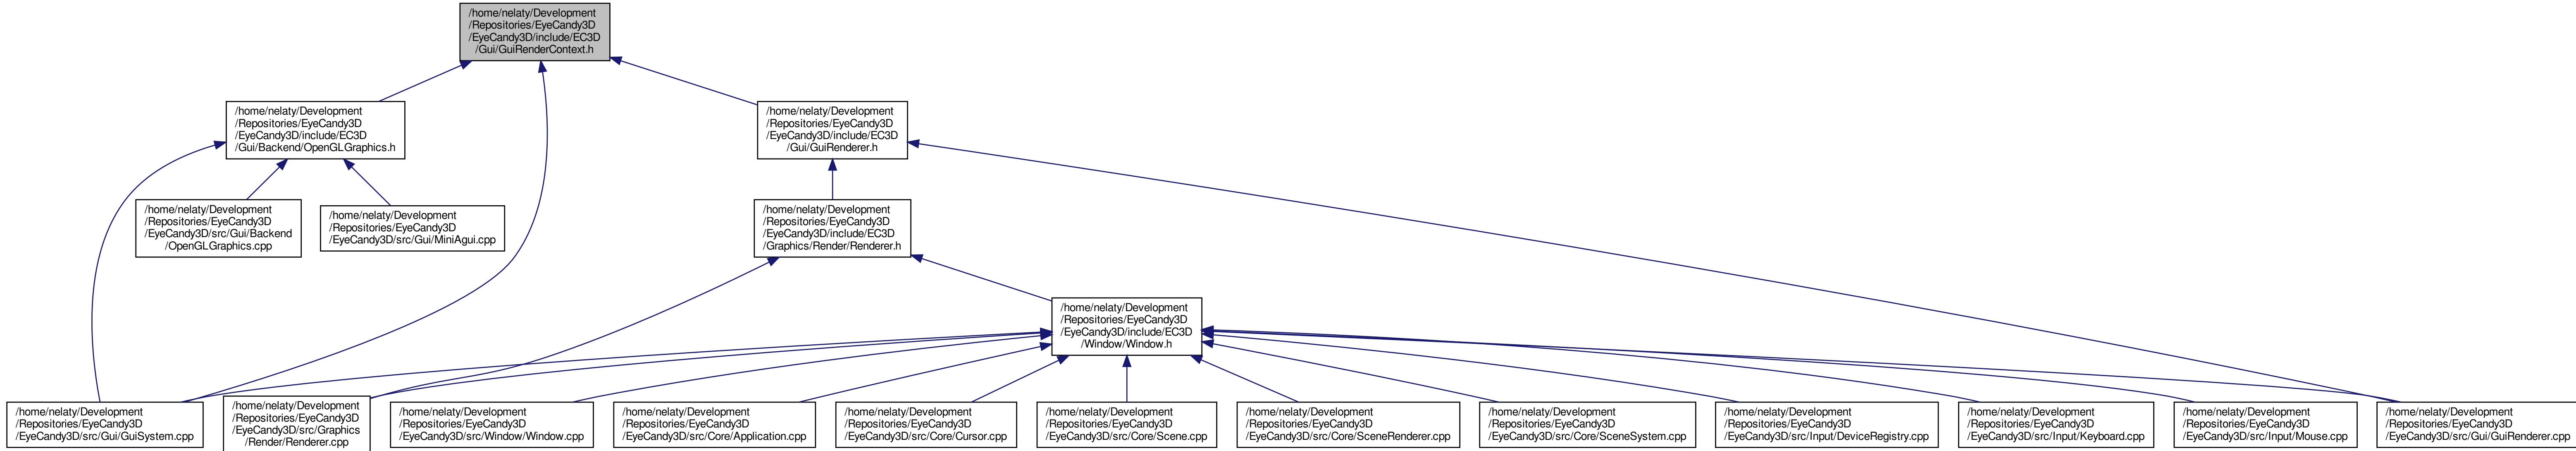 /home/nelaty/Development
/Repositories/EyeCandy3D
/EyeCandy3D/include/EC3D
/Gui/GuiRenderContext.h
/home/nelaty/Development
/Repositories/EyeCandy3D
/EyeCandy3D/include/EC3D
/Gui/Backend/OpenGLGraphics.h
/home/nelaty/Development
/Repositories/EyeCandy3D
/EyeCandy3D/include/EC3D
/Gui/GuiRenderer.h
/home/nelaty/Development
/Repositories/EyeCandy3D
/EyeCandy3D/src/Gui/Backend
/OpenGLGraphics.cpp
/home/nelaty/Development
/Repositories/EyeCandy3D
/EyeCandy3D/src/Gui/MiniAgui.cpp
/home/nelaty/Development
/Repositories/EyeCandy3D
/EyeCandy3D/include/EC3D
/Graphics/Render/Renderer.h
/home/nelaty/Development
/Repositories/EyeCandy3D
/EyeCandy3D/include/EC3D
/Window/Window.h
/home/nelaty/Development
/Repositories/EyeCandy3D
/EyeCandy3D/src/Gui/GuiSystem.cpp
/home/nelaty/Development
/Repositories/EyeCandy3D
/EyeCandy3D/src/Graphics
/Render/Renderer.cpp
/home/nelaty/Development
/Repositories/EyeCandy3D
/EyeCandy3D/src/Window/Window.cpp
/home/nelaty/Development
/Repositories/EyeCandy3D
/EyeCandy3D/src/Core/Application.cpp
/home/nelaty/Development
/Repositories/EyeCandy3D
/EyeCandy3D/src/Core/Cursor.cpp
/home/nelaty/Development
/Repositories/EyeCandy3D
/EyeCandy3D/src/Core/Scene.cpp
/home/nelaty/Development
/Repositories/EyeCandy3D
/EyeCandy3D/src/Core/SceneRenderer.cpp
/home/nelaty/Development
/Repositories/EyeCandy3D
/EyeCandy3D/src/Core/SceneSystem.cpp
/home/nelaty/Development
/Repositories/EyeCandy3D
/EyeCandy3D/src/Input/DeviceRegistry.cpp
/home/nelaty/Development
/Repositories/EyeCandy3D
/EyeCandy3D/src/Input/Keyboard.cpp
/home/nelaty/Development
/Repositories/EyeCandy3D
/EyeCandy3D/src/Input/Mouse.cpp
/home/nelaty/Development
/Repositories/EyeCandy3D
/EyeCandy3D/src/Gui/GuiRenderer.cpp